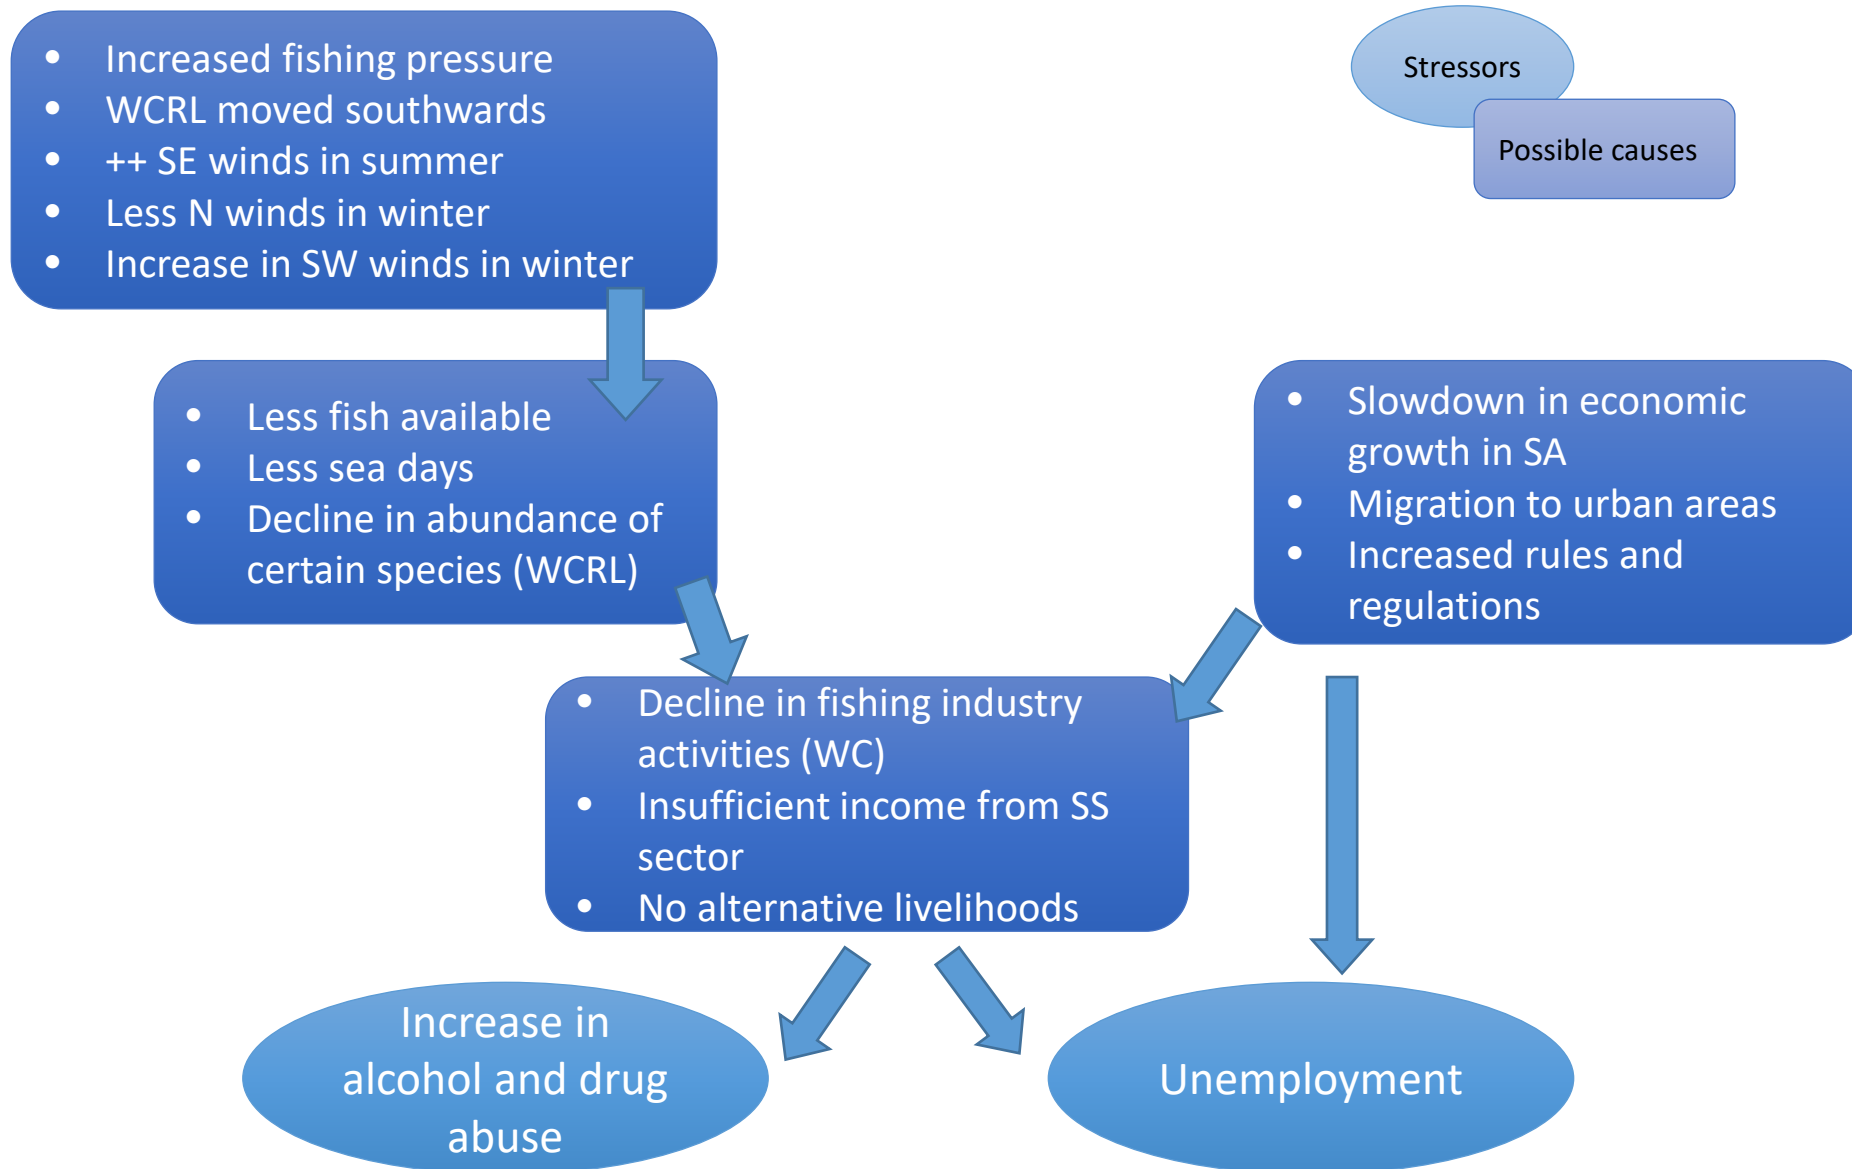 • Increased fishing pressure
• WCRL moved southwards
• ++ SE winds in summer
• Less N winds in winter
• Increase in SW winds in winter
Stressors
Possible causes
• Less fish available
• Less sea days
• Decline in abundance of
certain species (WCRL)
• Slowdown in economic
growth in SA
• Migration to urban areas
• Increased rules and
regulations
• Decline in fishing industry
activities (WC)
• Insufficient income from SS
sector
• No alternative livelihoods
Increase in
alcohol and drug
abuse
Unemployment